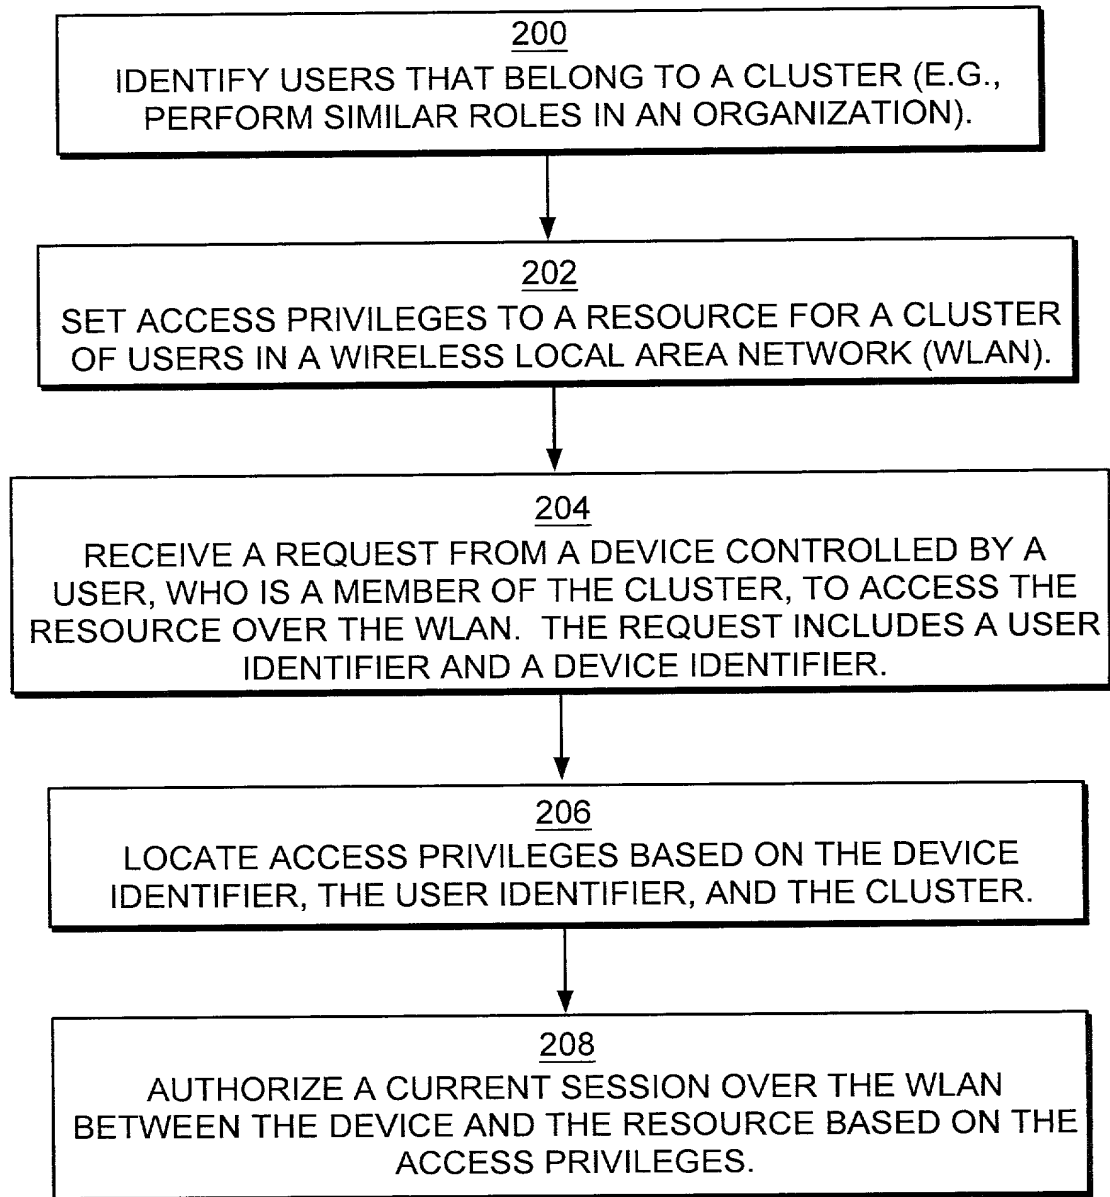 200
IDENTIFY USERS THAT BELONG TO A CLUSTER (E.G.,
PERFORM SIMILAR ROLES IN AN ORGANIZATION).
202
SET ACCESS PRIVILEGES TO A RESOURCE FOR A CLUSTER
OF USERS IN A WIRELESS LOCAL AREA NETWORK (WLAN).
204
RECEIVE A REQUEST FROM A DEVICE CONTROLLED BY A
USER, WHO IS A MEMBER OF THE CLUSTER, TO ACCESS THE
RESOURCE OVER THE WLAN. THE REQUEST INCLUDES A USER
IDENTIFIER AND A DEVICE IDENTIFIER.
206
LOCATE ACCESS PRIVILEGES BASED ON THE DEVICE
IDENTIFIER, THE USER IDENTIFIER, AND THE CLUSTER.
208
AUTHORIZE A CURRENT SESSION OVER THE WLAN
BETWEEN THE DEVICE AND THE RESOURCE BASED ON THE
ACCESS PRIVILEGES.